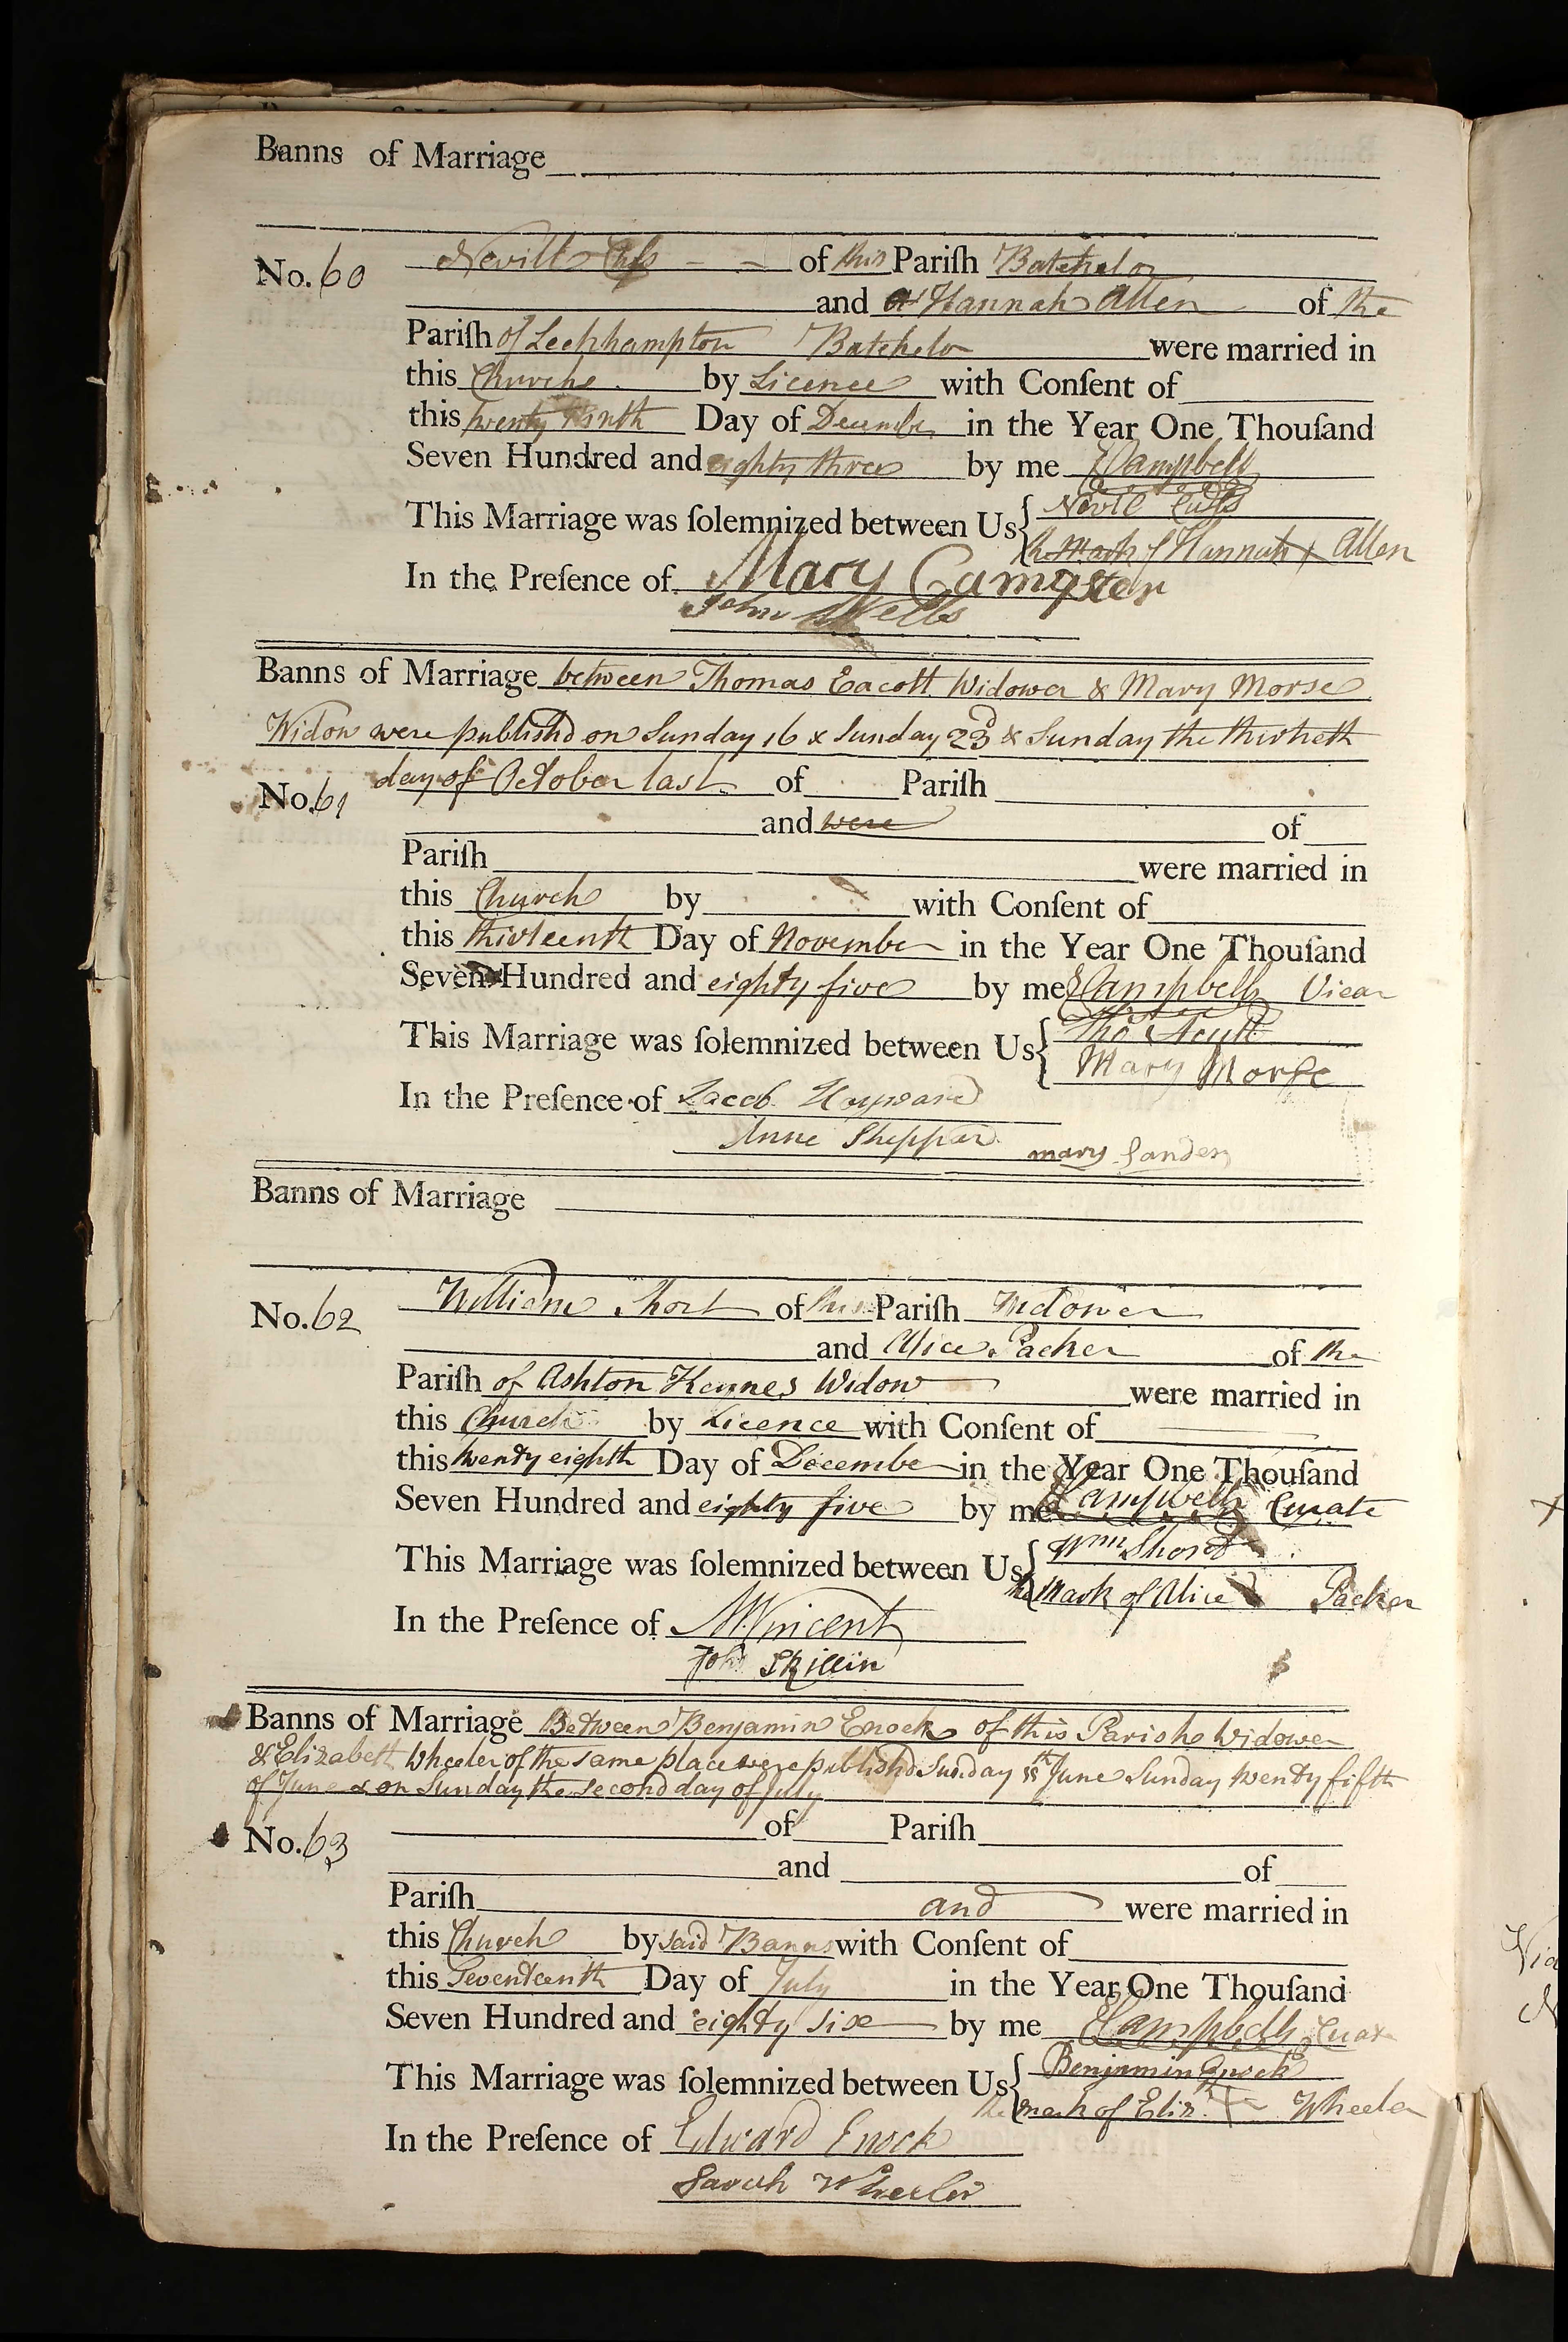 Banns of Marriage
No. 60 Nevill of this Pariſh Batchelor
and Hannah Allen of the
Pariſh of Leckhampton Batchelor were married in
this Church by Licence with Conſent of
this twenty Day of December in the Year One Thouſand
Seven Hundred and eighty three by me Campbell
This Marriage was ſolemnized between Us Nevil
the mark of Hannah X Allen
In the Preſence of Mary
John Wells
Banns of Marriage between Thomas Eacott Widower & Mary Morse
Widow were publishd on Sunday 16 & Sunday 23d & Sunday the thirtieth
day of October last of Pariſh
No. 61
and were of
Pariſh were married in
this Church by with Conſent of
this thirteenth Day of November in the Year One Thouſand
Seven Hundred and eighty five by me Campbell Vicar
This Marriage was ſolemnized between Us Tho
Mary Morſe
In the Preſence of Jacob Hayward
Anne Sheppard mary Sanders
Banns of Marriage
No. 62 William Short of this Pariſh Widower
and Alice Packer of the
Pariſh of Ashton Keynes Widow were married in
this Church by Licence with Conſent of
this twenty eighth Day of December in the Year One Thouſand
Seven Hundred and eighty five by me Campbell Curate
This Marriage was ſolemnized between Us Wm Short
the Mark of Alice Packer
In the Preſence of M Vincent
John Skillin
Banns of Marriage Between Benjamin Enock of this Parish Widower
& Elizabeth Wheeler of the same place were publishd Sunday 18th June Sunday twenty fifth
of June & on Sunday the second day of July
No. 63 of Pariſh
and of
Pariſh and were married in
this Church by said Banns with Conſent of
this Seventeenth Day of July in the Year One Thouſand
Seven Hundred and eighty six by me Campbell Curate
This Marriage was ſolemnized between Us Benjamin Enock
the mark of Eliz. X Wheeler
In the Preſence of Edward Enock
Sarah Wheeler